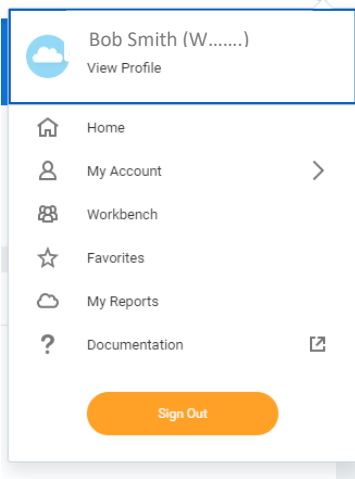 Bob Smith (W.......)
View Profile
Home
My Account
Workbench
Favorites
My Reports
Documentation
Sign Out